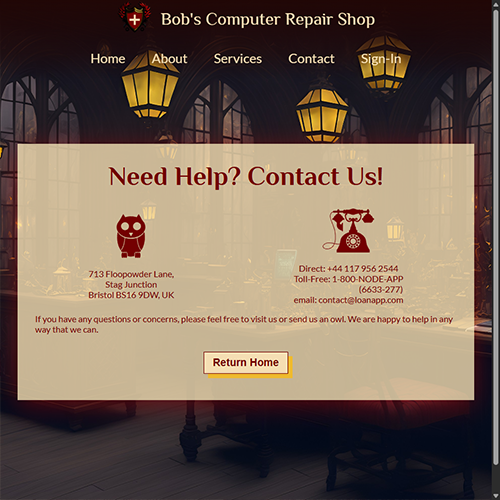 Bob's Computer Repair Shop
Home About Services Contact Sign-In
Need Help? Contact Us!
713 Floopowder Lane,
Stag Junction
Bristol BS16 9DW, UK
Direct: +44 117 956 2544
Toll-Free: 1-800-NODE-APP
(6633-277)
email: contact@loanapp.com
If you have any questions or concerns, please feel free to visit us or send us an owl. We are happy to help in any
way that we can.
Return Home